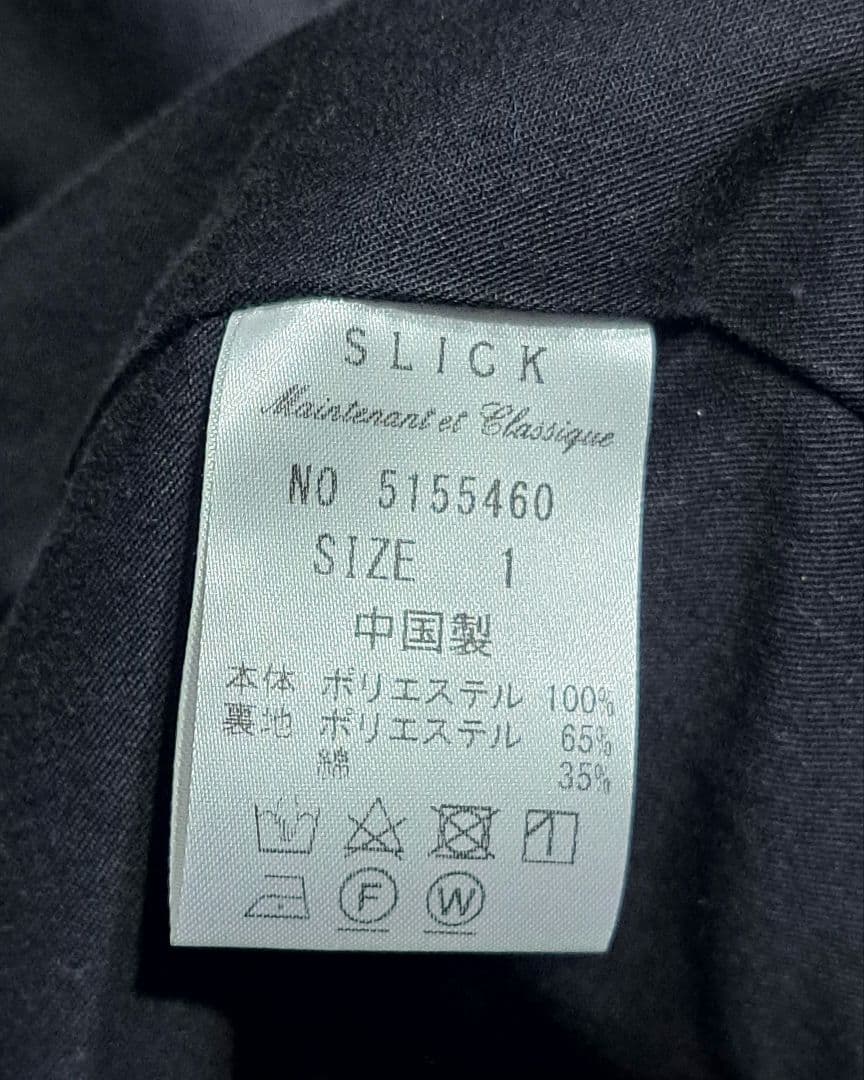 SLICK
Maintenant et Classique
NO 5155460
SIZE 1
中国製
本体 ポリエステル 100%
裏地 ポリエステル 65%
綿 35%
F W